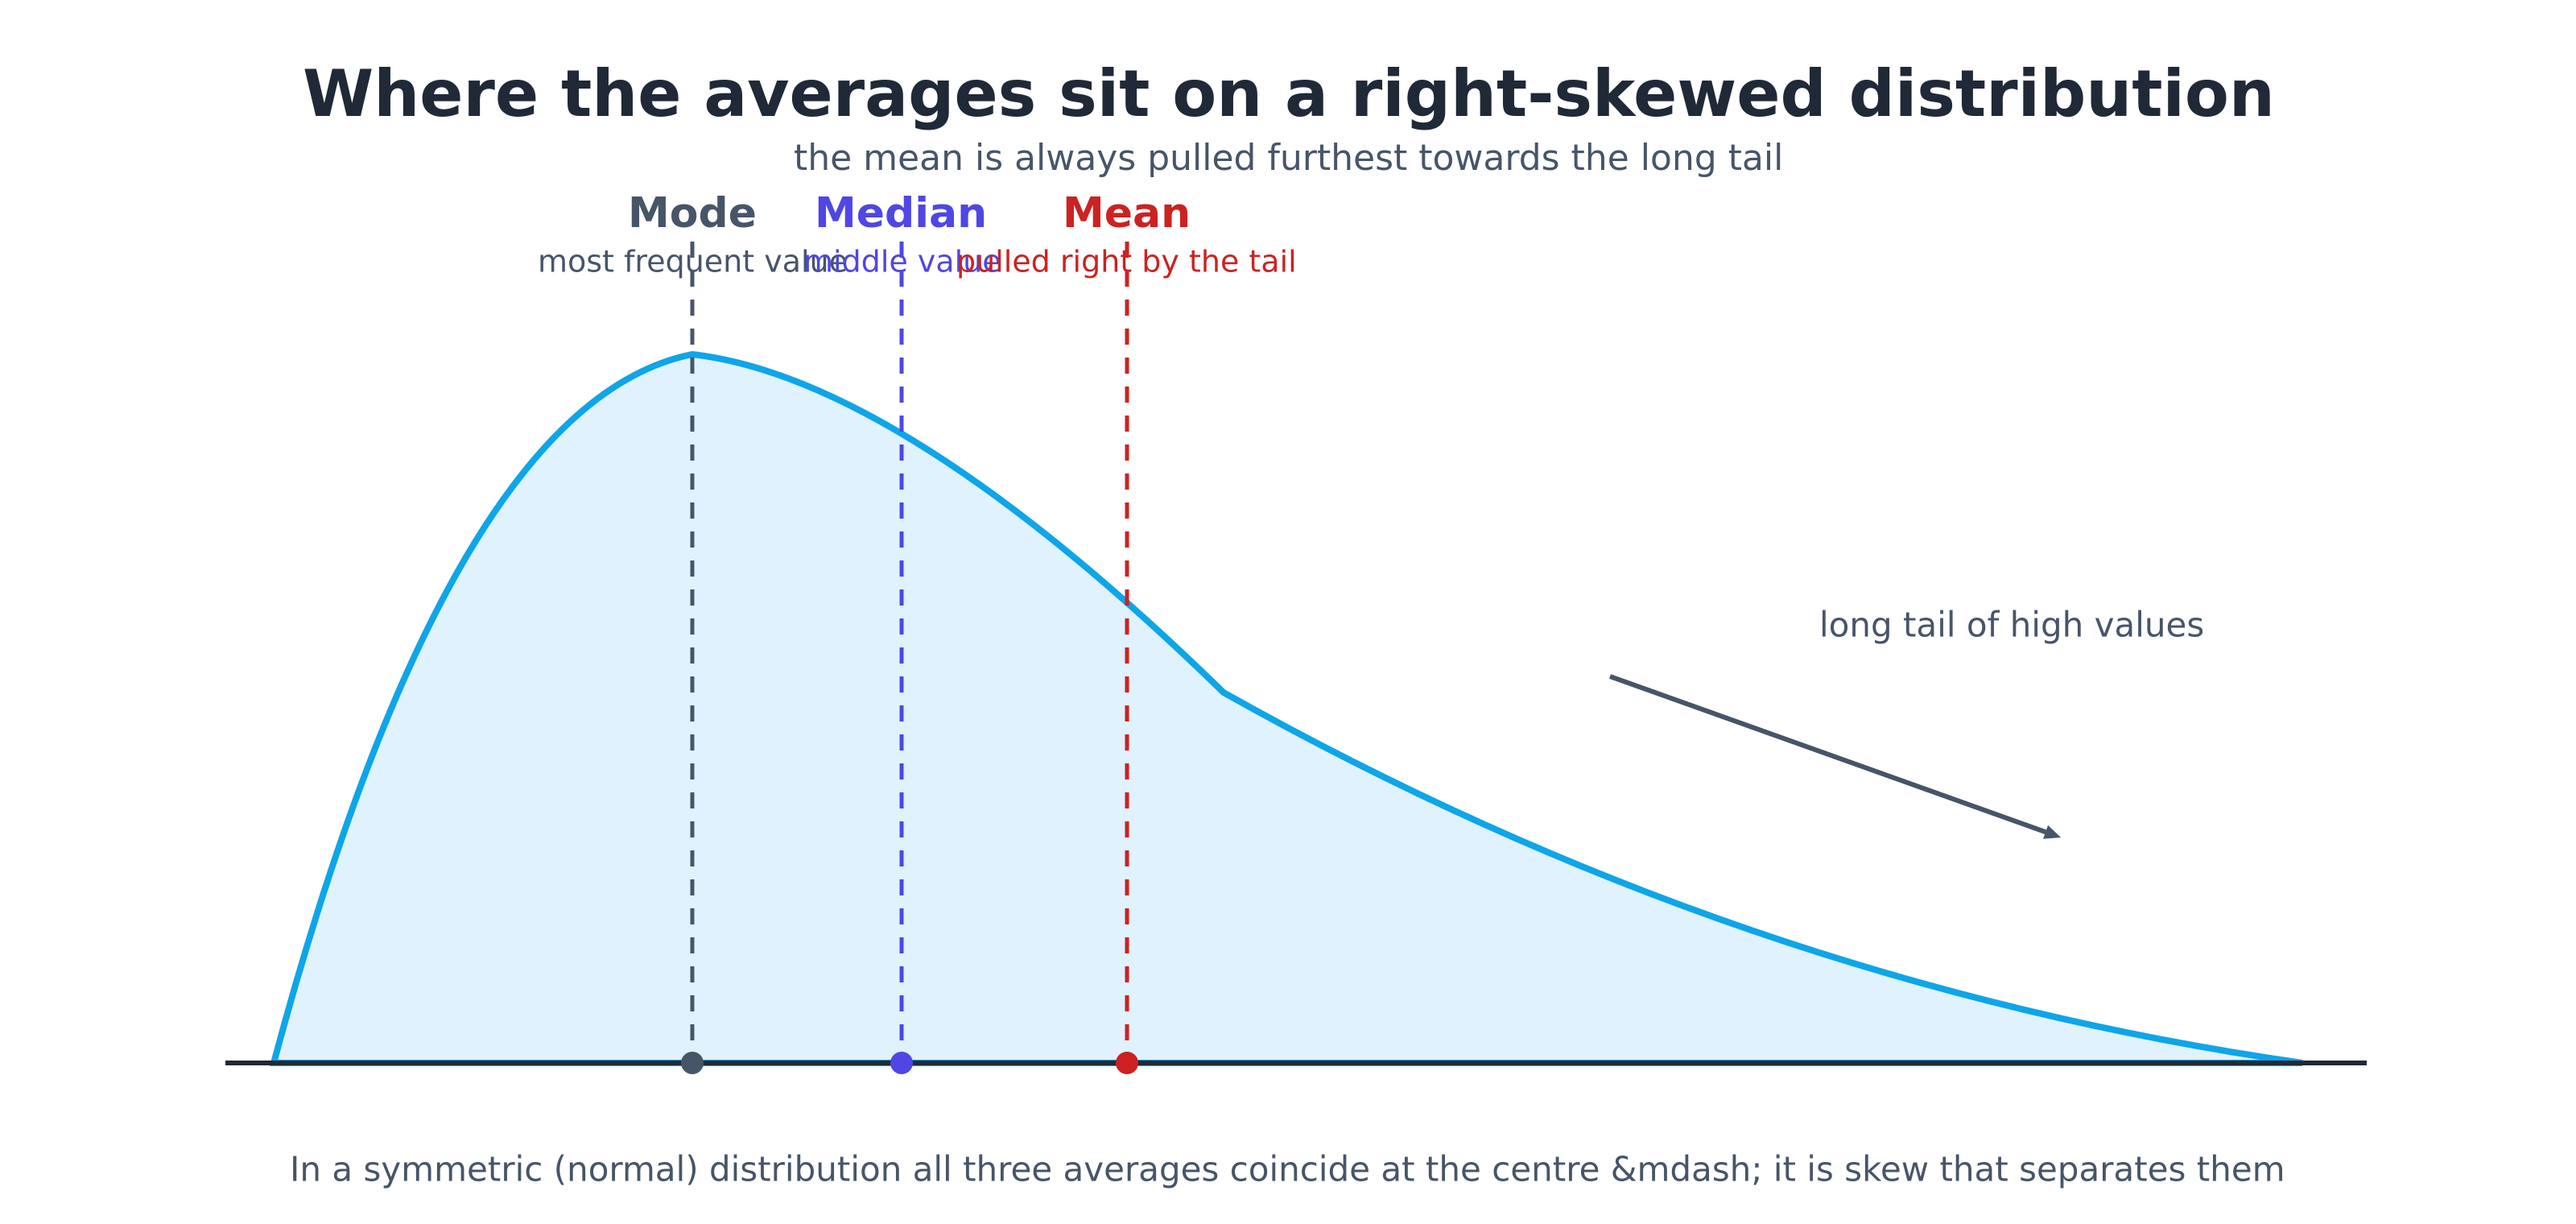 Where the averages sit on a right-skewed distribution
the mean is always pulled furthest towards the long tail
Mode Median Mean
most frequent value middle value pulled right by the tail
long tail of high values
In a symmetric (normal) distribution all three averages coincide at the centre &mdash; it is skew that separates them